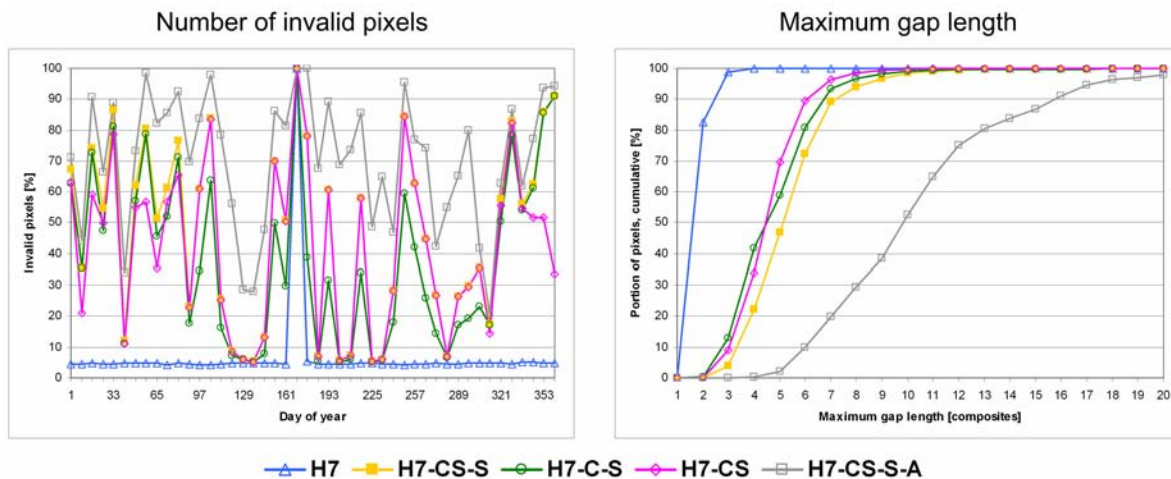 Number of invalid pixels
Maximum gap length
100
90
80
70
60
50
40
30
20
10
0
Invalid pixels [%]
1 33 65 97 129 161 193 225 257 289 321 353
Day of year
100
90
80
70
60
50
40
30
20
10
0
Portion of pixels, cumulative [%]
1 2 3 4 5 6 7 8 9 10 11 12 13 14 15 16 17 18 19 20
Maximum gap length [composites]
H7 H7-CS-S H7-C-S H7-CS H7-CS-S-A